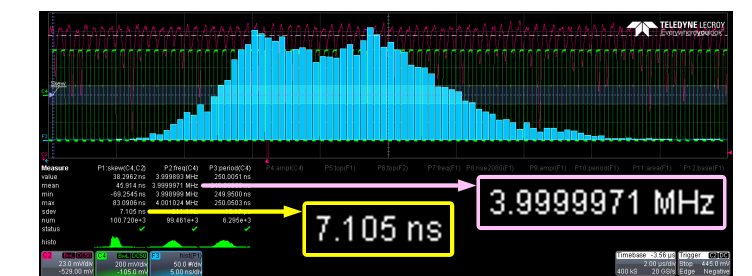 TELEDYNE LECROY
Everywhereyoulook
Skew
Measure P1:skew(C4,C2) P2:freq(C4) P3:period(C4) P4:ampl(C4) P5:top(F1) P6:top(F2) P7:freq(F1) P9:ampl(F1) P10:period(F1) P11:area(F1) P12:base(F1)
value 38.2962 ns 3.999893 MHz 250.0051 ns
mean 45.914 ns 3.9999971 MHz
min -69.2545 ns 3.998999 MHz 249.9500 ns
max 83.0906 ns 4.001024 MHz 250.0503 ns
sdev 7.105 ns
num 100.720e+3 99.461e+3 6.295e+3
status
histo
3.9999971 MHz
7.105 ns
C4 F3 hist(P1) Timebase -3.56 µs Trigger
23.0 mV/div 200 mV/div 50.0 #/div 2.00 µs/div Stop 445.0 mV
-529.00 mV -105.0 mV 5.00 ns/div 400 kS 20 GS/s Edge Negative